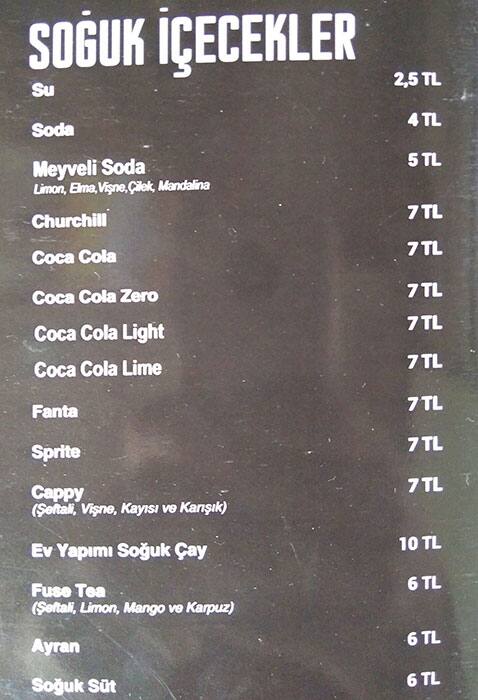 SOĞUK İÇECEKLER
Su 2,5 TL
Soda 4 TL
Meyveli Soda 5 TL
Limon, Elma,Vişne,Çilek, Mandalina
Churchill 7 TL
Coca Cola 7 TL
Coca Cola Zero 7 TL
Coca Cola Light 7 TL
Coca Cola Lime 7 TL
Fanta 7 TL
Sprite 7 TL
Cappy 7 TL
(Şeftali, Vişne, Kayısı ve Karışık)
Ev Yapımı Soğuk Çay 10 TL
Fuse Tea 6 TL
(Şeftali, Limon, Mango ve Karpuz)
Ayran 6 TL
Soğuk Süt 6 TL